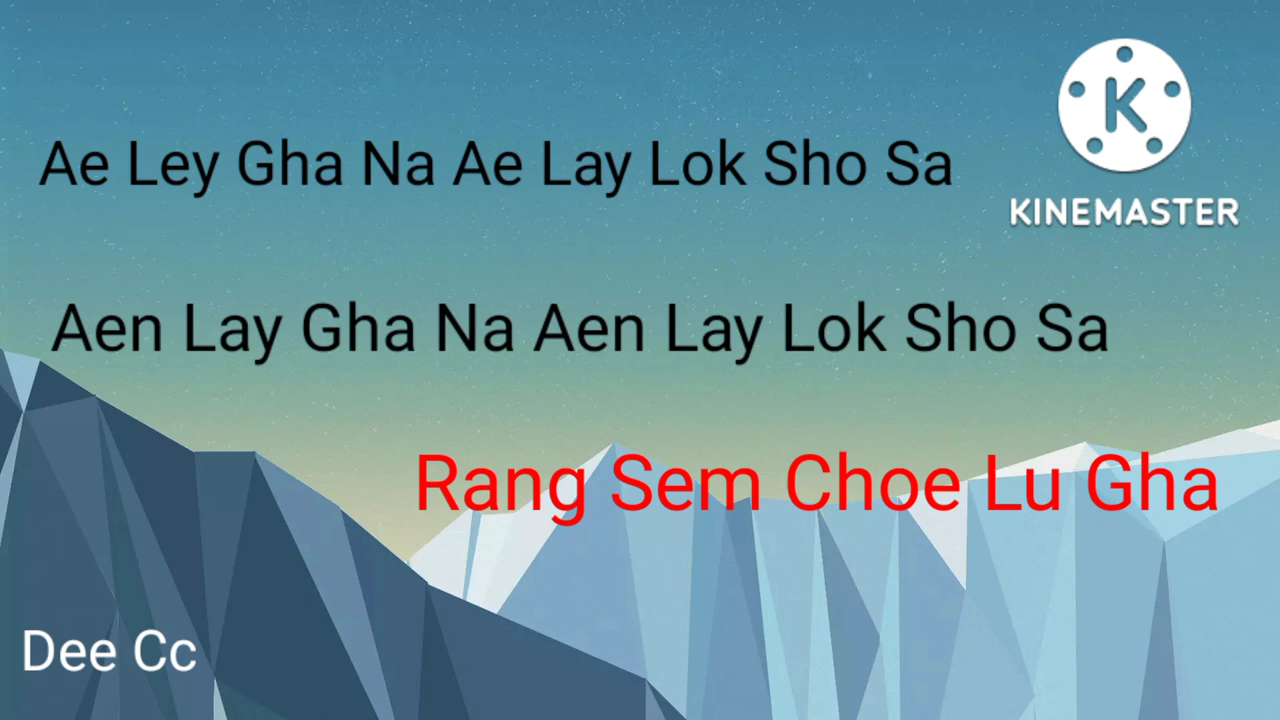 Ae Ley Gha Na Ae Lay Lok Sho Sa
KINEMASTER
Aen Lay Gha Na Aen Lay Lok Sho Sa
Rang Sem Choe Lu Gha
Dee Cc